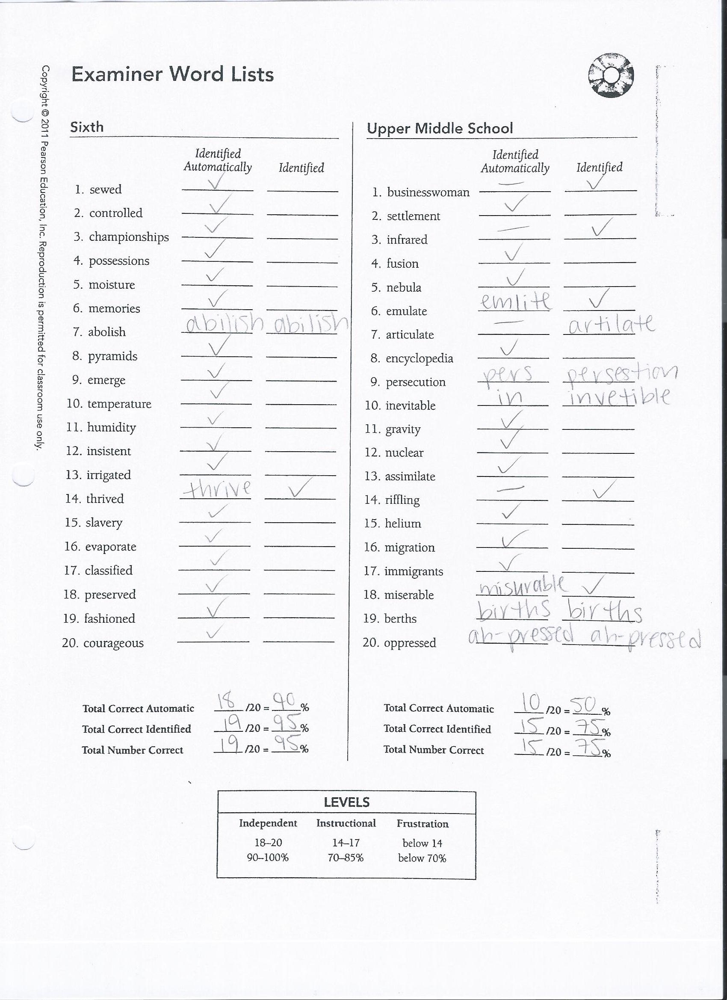 Examiner Word Lists
Copyright © 2011 Pearson Education, Inc. Reproduction is permitted for classroom use only.
Sixth
Identified
Automatically Identified
1. sewed ✓
2. controlled ✓
3. championships ✓
4. possessions ✓
5. moisture ✓
6. memories ✓
7. abolish abilish abilish
8. pyramids ✓
9. emerge ✓
10. temperature ✓
11. humidity ✓
12. insistent ✓
13. irrigated ✓
14. thrived thrive ✓
15. slavery ✓
16. evaporate ✓
17. classified ✓
18. preserved ✓
19. fashioned ✓
20. courageous ✓
Total Correct Automatic 18 /20 = 90 %
Total Correct Identified 19 /20 = 95 %
Total Number Correct 19 /20 = 95 %
Upper Middle School
Identified
Automatically Identified
1. businesswoman — ✓
2. settlement ✓
3. infrared — ✓
4. fusion ✓
5. nebula ✓
6. emulate emlite ✓
7. articulate — artilate
8. encyclopedia ✓
9. persecution pers persestion
10. inevitable in invetible
11. gravity ✓
12. nuclear ✓
13. assimilate ✓
14. riffling — ✓
15. helium ✓
16. migration ✓
17. immigrants ✓
18. miserable misurable ✓
19. berths births births
20. oppressed ah-pressed ah-pressed
Total Correct Automatic 10 /20 = 50 %
Total Correct Identified 15 /20 = 75 %
Total Number Correct 15 /20 = 75 %
LEVELS
Independent Instructional Frustration
18–20 14–17 below 14
90–100% 70–85% below 70%